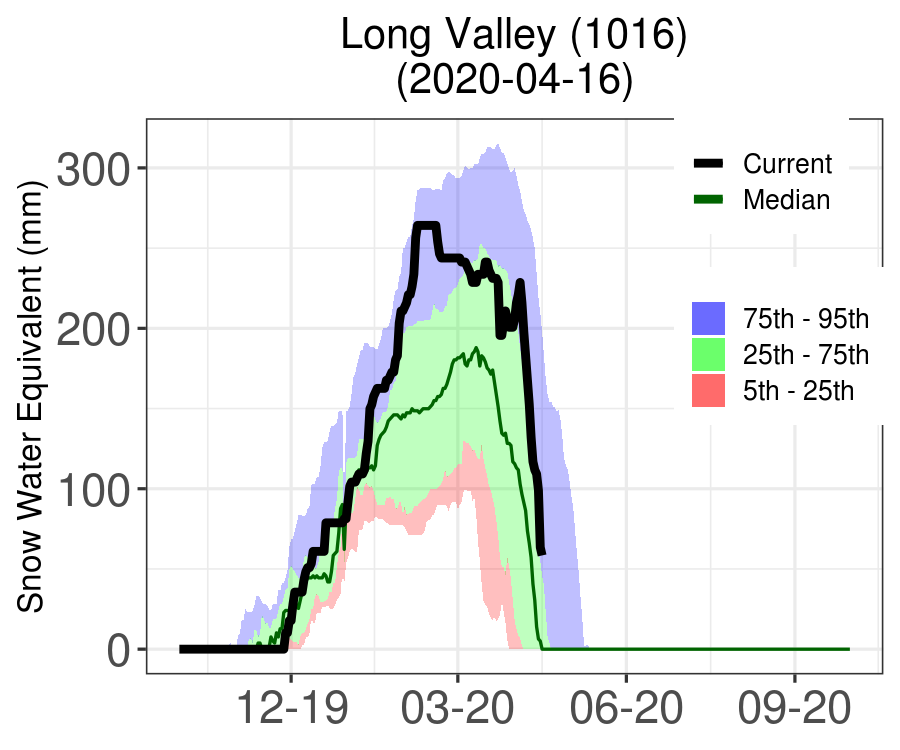 Long Valley (1016)
(2020-04-16)
Snow Water Equivalent (mm)
300
200
100
0
12-19
03-20
06-20
09-20
Current
Median
75th - 95th
25th - 75th
5th - 25th